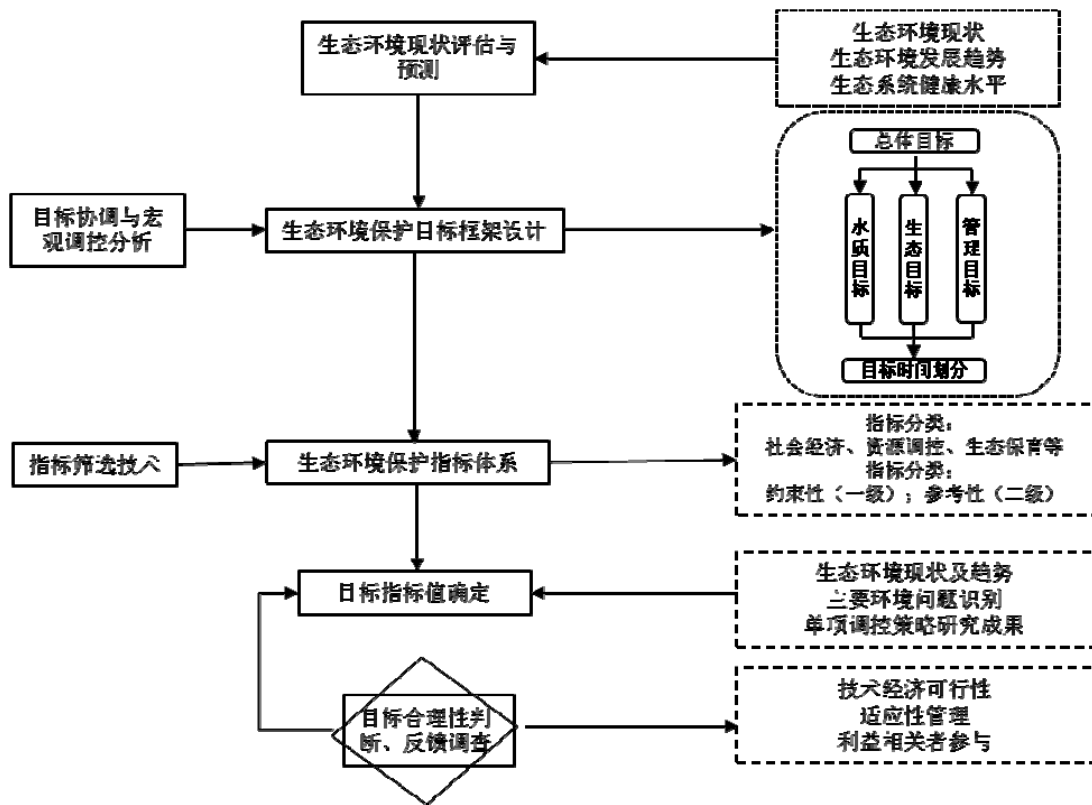 生态环境现状评估与
预测
生态环境现状
生态环境发展趋势
生态系统健康水平
目标协调与宏
观调控分析
生态环境保护目标框架设计
总体目标
水质目标
生态目标
管理目标
目标时间划分
指标筛选技术
生态环境保护指标体系
指标分类：
社会经济、资源调控、生态保育等
指标分类：
约束性（一级）；参考性（二级）
目标指标值确定
生态环境现状及趋势
主要环境问题识别
单项调控策略研究成果
目标合理性判
断、反馈调查
技术经济可行性
适应性管理
利益相关者参与